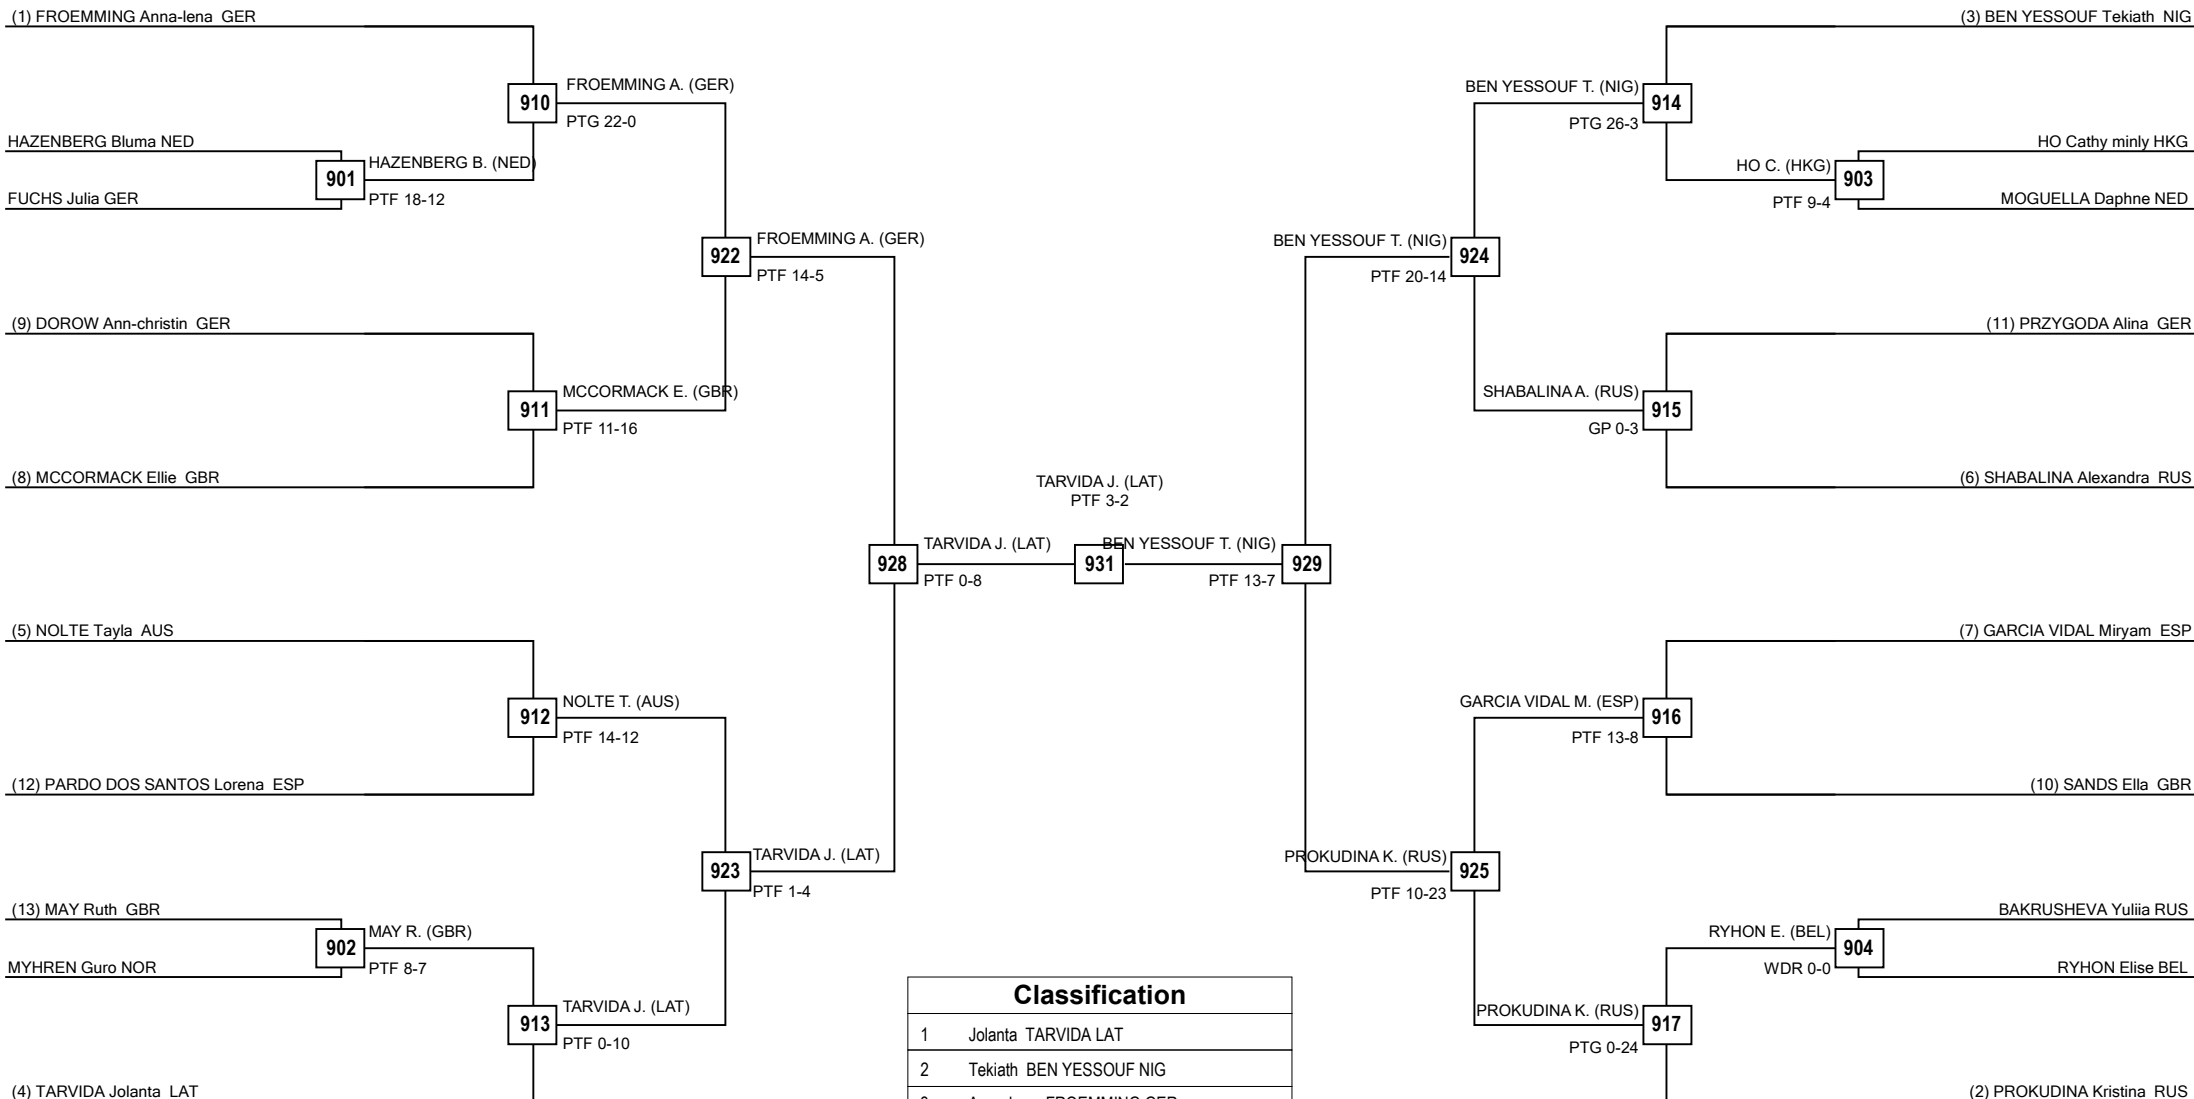 (1) FROEMMING Anna-lena GER
910
FROEMMING A. (GER)
PTG 22-0
HAZENBERG Bluma NED
901
HAZENBERG B. (NED)
PTF 18-12
FUCHS Julia GER
922
FROEMMING A. (GER)
PTF 14-5
(9) DOROW Ann-christin GER
911
MCCORMACK E. (GBR)
PTF 11-16
(8) MCCORMACK Ellie GBR
928
TARVIDA J. (LAT)
PTF 0-8
(5) NOLTE Tayla AUS
912
NOLTE T. (AUS)
PTF 14-12
(12) PARDO DOS SANTOS Lorena ESP
923
TARVIDA J. (LAT)
PTF 1-4
(13) MAY Ruth GBR
902
MAY R. (GBR)
PTF 8-7
MYHREN Guro NOR
913
TARVIDA J. (LAT)
PTF 0-10
(4) TARVIDA Jolanta LAT
TARVIDA J. (LAT)
PTF 3-2
931
(3) BEN YESSOUF Tekiath NIG
BEN YESSOUF T. (NIG)
914
PTG 26-3
HO Cathy minly HKG
HO C. (HKG)
903
PTF 9-4
MOGUELLA Daphne NED
BEN YESSOUF T. (NIG)
924
PTF 20-14
(11) PRZYGODA Alina GER
SHABALINA A. (RUS)
915
GP 0-3
(6) SHABALINA Alexandra RUS
BEN YESSOUF T. (NIG)
929
PTF 13-7
(7) GARCIA VIDAL Miryam ESP
GARCIA VIDAL M. (ESP)
916
PTF 13-8
(10) SANDS Ella GBR
PROKUDINA K. (RUS)
925
PTF 10-23
BAKRUSHEVA Yuliia RUS
RYHON E. (BEL)
904
WDR 0-0
RYHON Elise BEL
PROKUDINA K. (RUS)
917
PTG 0-24
(2) PROKUDINA Kristina RUS
Classification
1 Jolanta TARVIDA LAT
2 Tekiath BEN YESSOUF NIG